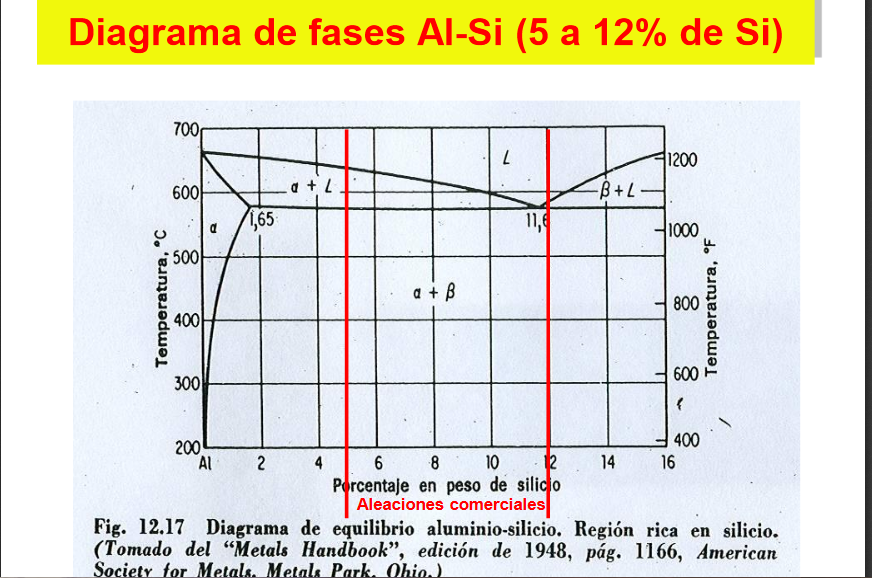 Diagrama de fases Al-Si (5 a 12% de Si)
700
600
500
400
300
200
Temperatura, °C
1200
1000
800
600
400
Temperatura, °F
L
α + L
β + L
α
1,65
11,6
α + β
Al 2 4 6 8 10 12 14 16
Porcentaje en peso de silicio
Aleaciones comerciales
Fig. 12.17 Diagrama de equilibrio aluminio-silicio. Región rica en silicio.
(Tomado del “Metals Handbook”, edición de 1948, pág. 1166, American
Society for Metals. Metals Park. Ohio.)